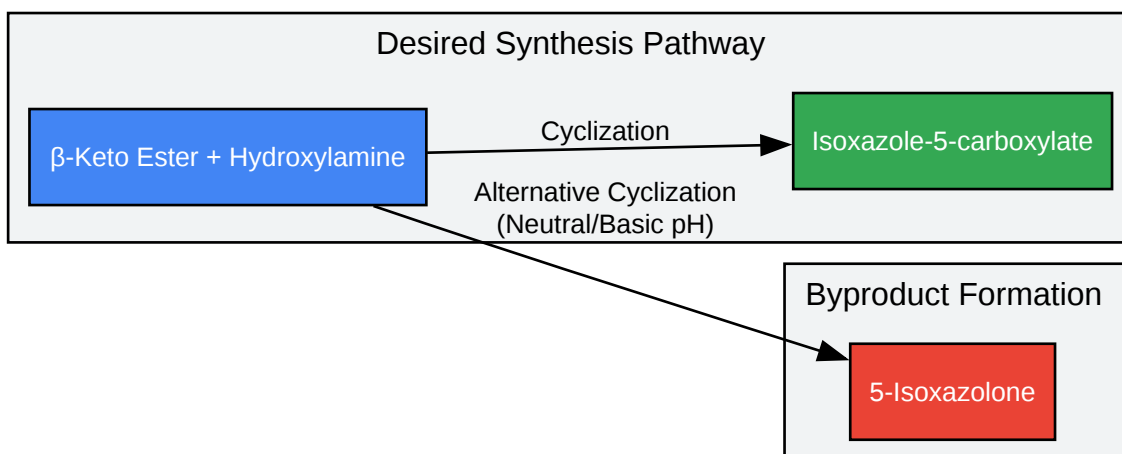 Desired Synthesis Pathway
β-Keto Ester + Hydroxylamine
Cyclization
Isoxazole-5-carboxylate
Alternative Cyclization
(Neutral/Basic pH)
Byproduct Formation
5-Isoxazolone